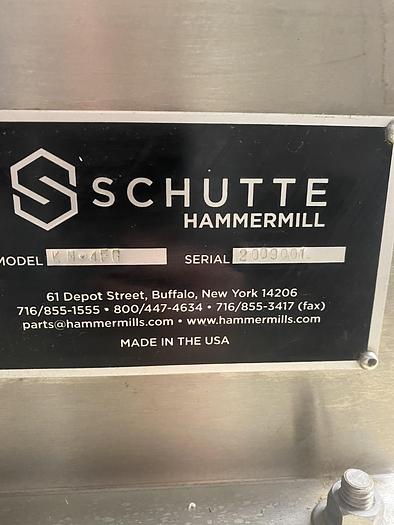 SCHUTTE
HAMMERMILL
MODEL SERIAL
61 Depot Street, Buffalo, New York 14206
716/855-1555 • 800/447-4634 • 716/855-3417 (fax)
parts@hammermills.com • www.hammermills.com
MADE IN THE USA